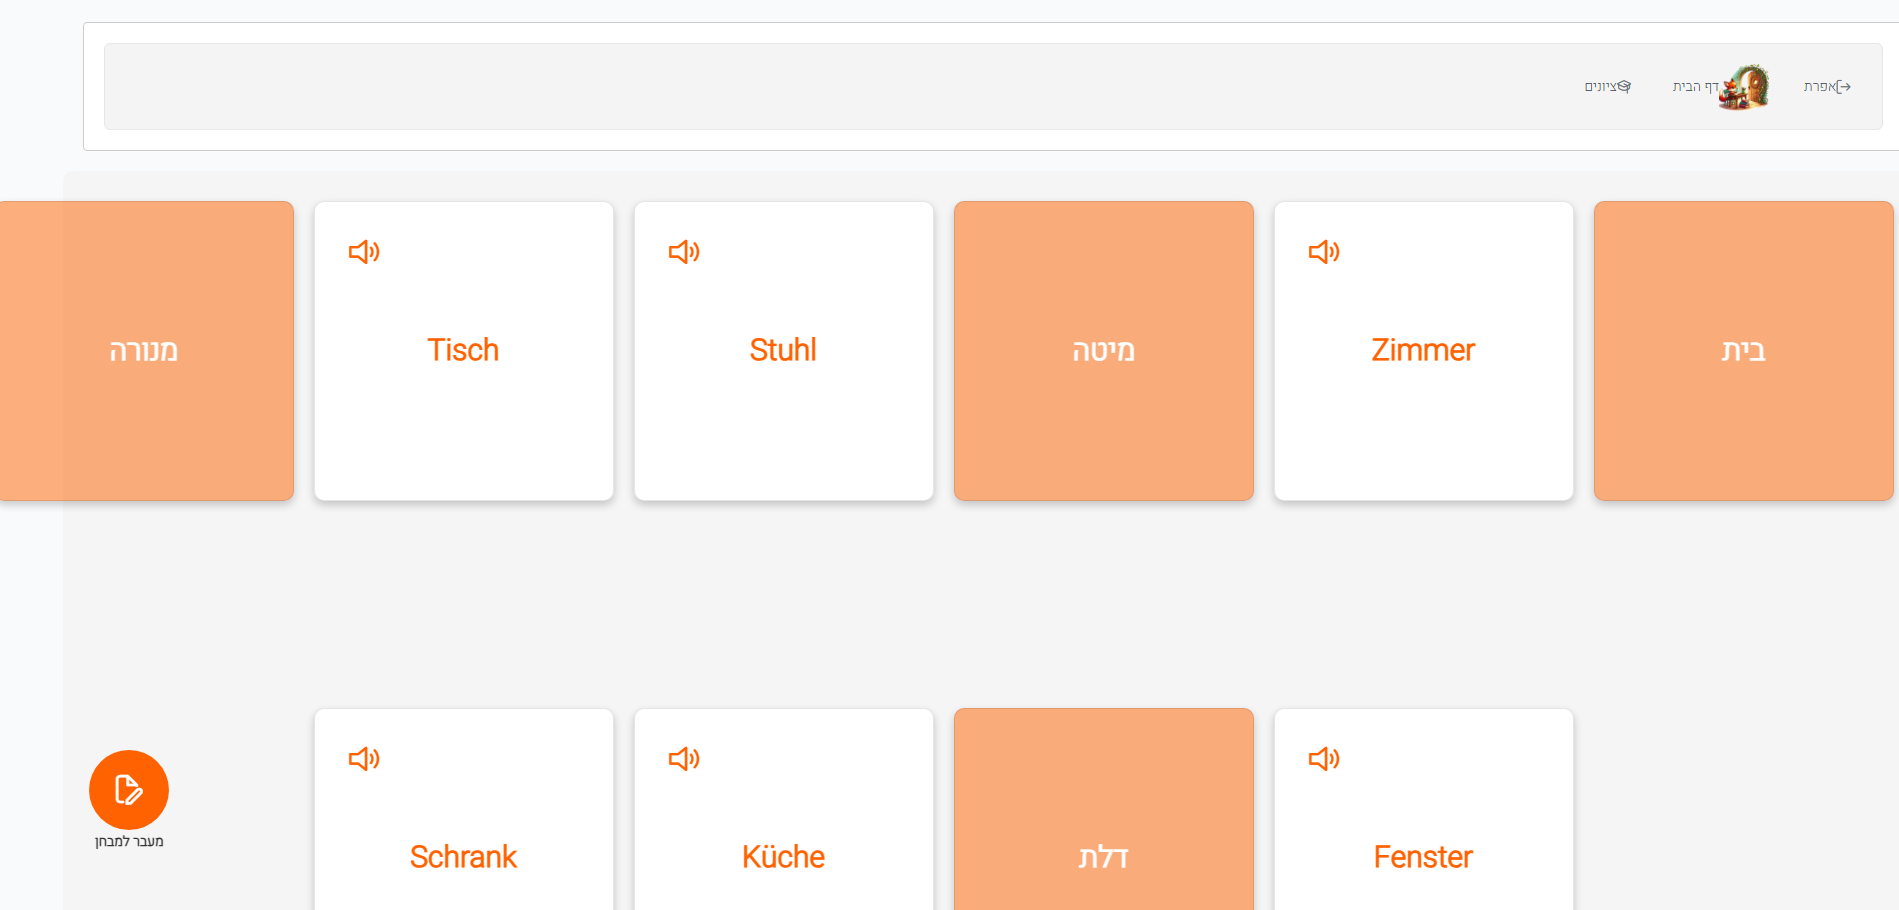 אפרת
דף הבית
ציונים
בית
Zimmer
מיטה
Stuhl
Tisch
מנורה
Fenster
דלת
Küche
Schrank
מעבר למבחן